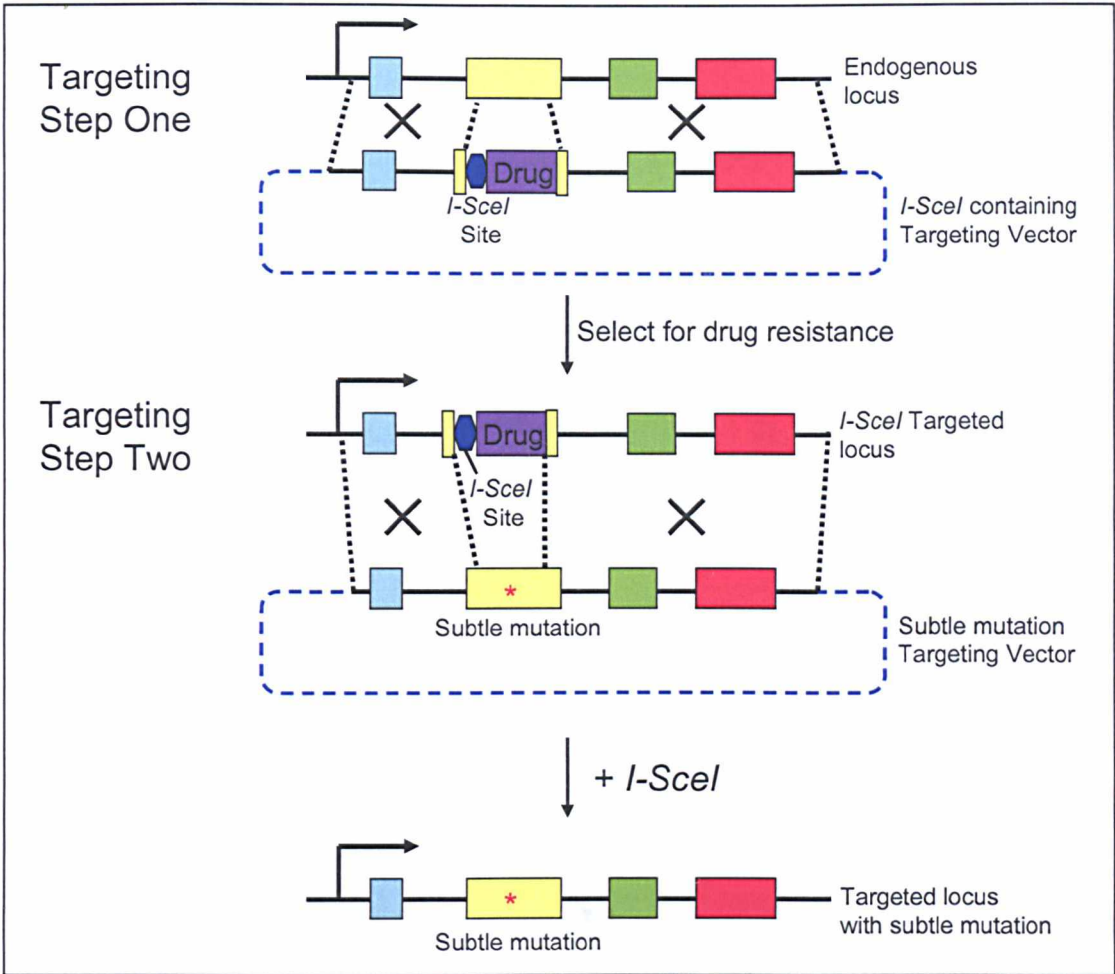 Targeting
Step One
Endogenous
locus
Drug
I-SceI
Site
I-SceI containing
Targeting Vector
Select for drug resistance
Targeting
Step Two
Drug
I-SceI Targeted
locus
I-SceI
Site
*
Subtle mutation
Subtle mutation
Targeting Vector
+ I-SceI
*
Subtle mutation
Targeted locus
with subtle mutation